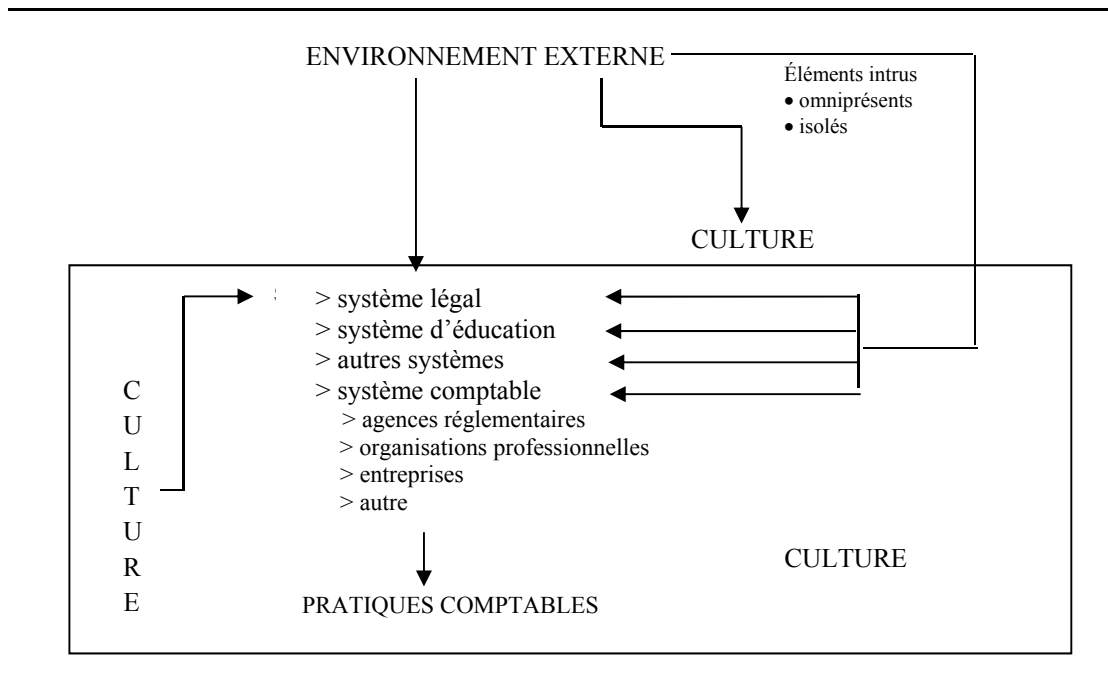 ENVIRONNEMENT EXTERNE
Éléments intrus
• omniprésents
• isolés
CULTURE
> système légal
> système d'éducation
> autres systèmes
> système comptable
> agences réglementaires
> organisations professionnelles
> entreprises
> autre
C
U
L
T
U
R
E
CULTURE
PRATIQUES COMPTABLES